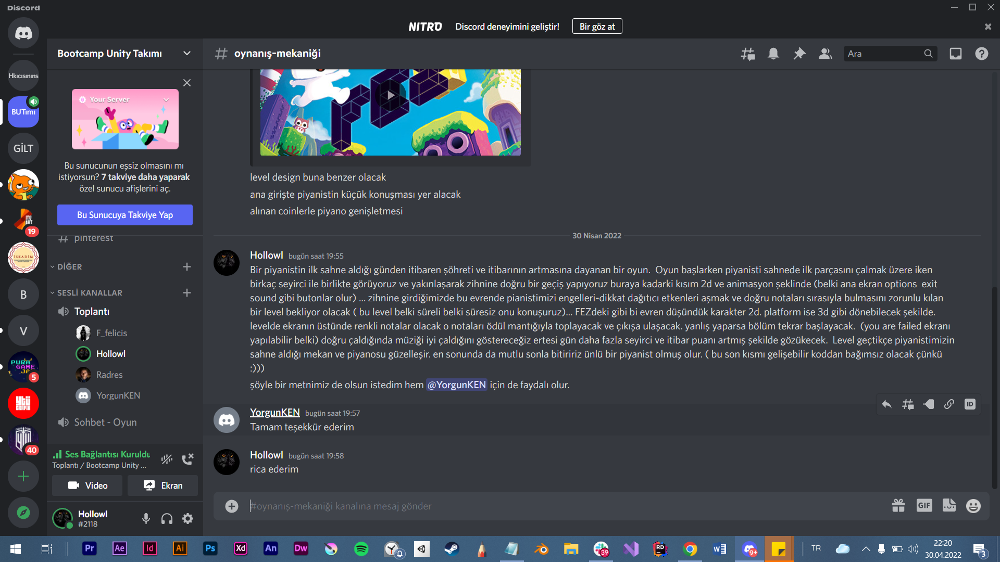 Discord
NITRO Discord deneyimini geliştir! Bir göz at
Hkıcısınıns
BUTımı
GİLT
ITU
ART
19
ISKADİM
B
V
PURA
GAME
JA
5
YTÜ
GRAFİK
YTÜ
40
Bootcamp Unity Takımı
Your Server
Bu sunucunun eşsiz olmasını mı
istiyorsun? 7 takviye daha yaparak
özel sunucu afişlerini aç.
Bu Sunucuya Takviye Yap
# pinterest
DİĞER
SESLİ KANALLAR
Toplantı
F_felicis
Hollowl
Radres
YorgunKEN
Sohbet - Oyun
Ses Bağlantısı Kuruldu
Toplantı / Bootcamp Unity ...
Video Ekran
Hollowl
#2118
# oynanış-mekaniği
Ara
FEZ
level design buna benzer olacak
ana girişte piyanistin küçük konuşması yer alacak
alınan coinlerle piyano genişletmesi
30 Nisan 2022
Hollowl bugün saat 19:55
Bir piyanistin ilk sahne aldığı günden itibaren şöhreti ve itibarının artmasına dayanan bir oyun.  Oyun başlarken piyanisti sahnede ilk parçasını çalmak üzere iken
birkaç seyirci ile birlikte görüyoruz ve yakınlaşarak zihnine doğru bir geçiş yapıyoruz buraya kadarki kısım 2d ve animasyon şeklinde (belki ana ekran options  exit
sound gibi butonlar olur) ... zihnine girdiğimizde bu evrende pianistimizi engelleri-dikkat dağıtıcı etkenleri aşmak ve doğru notaları sırasıyla bulmasını zorunlu kılan
bir level bekliyor olacak ( bu level belki süreli belki süresiz onu konuşuruz)... FEZdeki gibi bi evren düşündük karakter 2d. platform ise 3d gibi dönebilecek şekilde.
levelde ekranın üstünde renkli notalar olacak o notaları ödül mantığıyla toplayacak ve çıkışa ulaşacak. yanlış yaparsa bölüm tekrar başlayacak.  (you are failed ekranı
yapılabilir belki) doğru çaldığında müziği iyi çaldığını göstereceğiz ertesi gün daha fazla seyirci ve itibar puanı artmış şekilde gözükecek.  Level geçtikçe piyanistimizin
sahne aldığı mekan ve piyanosu güzelleşir. en sonunda da mutlu sonla bitiririz ünlü bir piyanist olmuş olur. ( bu son kısmı gelişebilir koddan bağımsız olacak çünkü
:)))
şöyle bir metnimiz de olsun istedim hem @YorgunKEN için de faydalı olur.
ID
YorgunKEN bugün saat 19:57
Tamam teşekkür ederim
Hollowl bugün saat 19:58
rica ederim
#oynanış-mekaniği kanalına mesaj gönder
GIF
Pr Ae Id Ai Ps Xd An Dw 39 RD W 9+ TR
22:20
30.04.2022
3